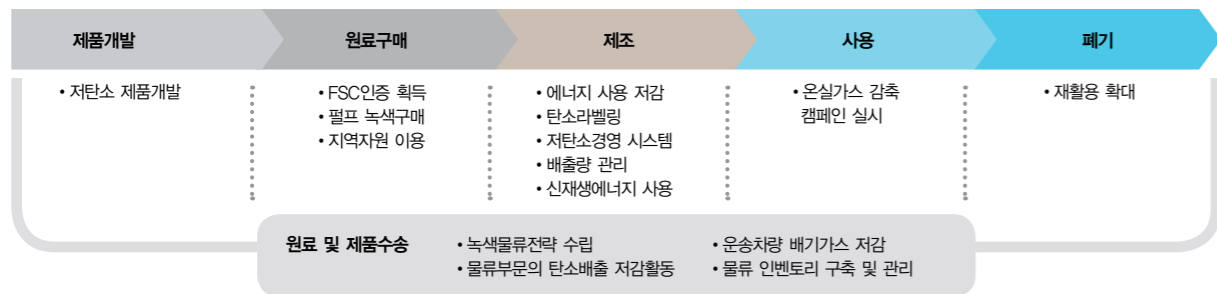 제품개발
원료구매
제조
사용
폐기
• 저탄소 제품개발
• FSC인증 획득
• 펄프 녹색구매
• 지역자원 이용
• 에너지 사용 저감
• 탄소라벨링
• 저탄소경영 시스템
• 배출량 관리
• 신재생에너지 사용
• 온실가스 감축
캠페인 실시
• 재활용 확대
원료 및 제품수송
• 녹색물류전략 수립
• 물류부문의 탄소배출 저감활동
• 운송차량 배기가스 저감
• 물류 인벤토리 구축 및 관리